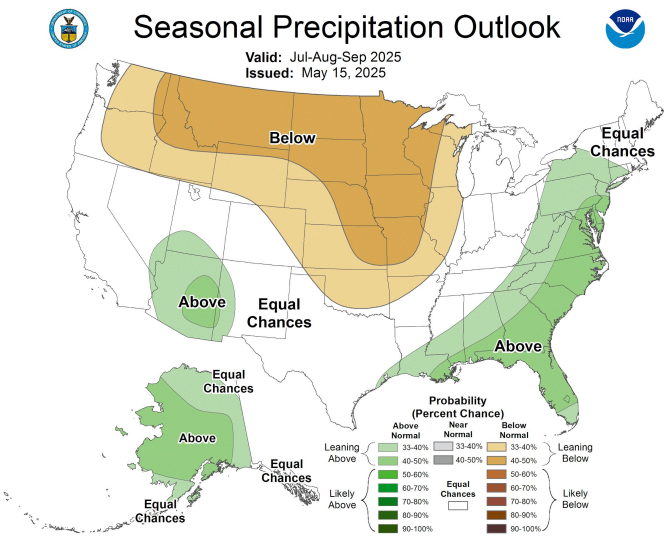 Seasonal Precipitation Outlook
NOAA
Valid: Jul-Aug-Sep 2025
Issued: May 15, 2025
Below
Equal
Chances
Above
Equal
Chances
Above
Equal
Chances
Above
Equal
Chances
Equal
Chances
Probability
(Percent Chance)
Above
Normal
Near
Normal
Below
Normal
Leaning
Above
33-40%
40-50%
Likely
Above
50-60%
60-70%
70-80%
80-90%
90-100%
33-40%
40-50%
Equal
Chances
33-40%
40-50%
Leaning
Below
50-60%
60-70%
70-80%
80-90%
90-100%
Likely
Below